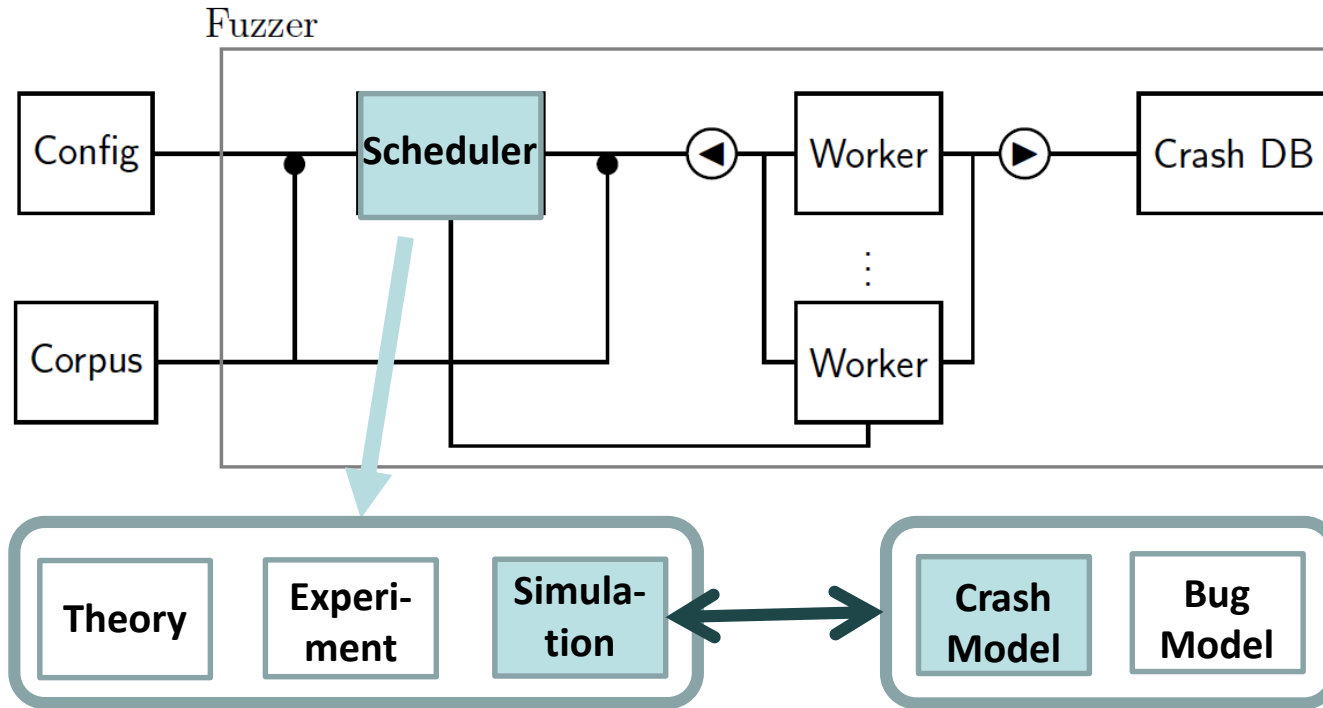 Fuzzer
Config
Scheduler
Worker
Crash DB
⋮
Corpus
Worker
Theory
Experi-
ment
Simula-
tion
Crash
Model
Bug
Model